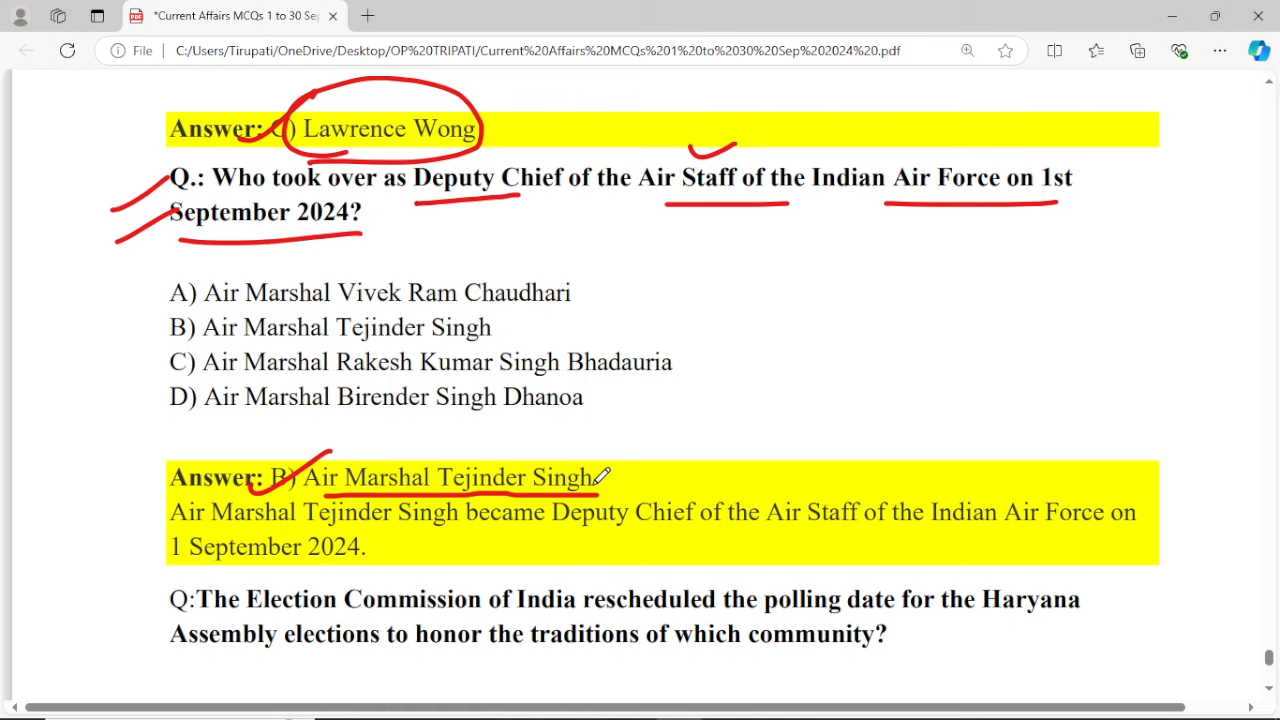 *Current Affairs MCQs 1 to 30 Sep
File C:/Users/Tirupati/OneDrive/Desktop/OP%20TRIPATI/Current%20Affairs%20MCQs%201%20to%2030%20Sep%202024%20.pdf
Answer: C) Lawrence Wong
Q.: Who took over as Deputy Chief of the Air Staff of the Indian Air Force on 1st
September 2024?
A) Air Marshal Vivek Ram Chaudhari
B) Air Marshal Tejinder Singh
C) Air Marshal Rakesh Kumar Singh Bhadauria
D) Air Marshal Birender Singh Dhanoa
Answer: B) Air Marshal Tejinder Singh
Air Marshal Tejinder Singh became Deputy Chief of the Air Staff of the Indian Air Force on
1 September 2024.
Q:The Election Commission of India rescheduled the polling date for the Haryana
Assembly elections to honor the traditions of which community?